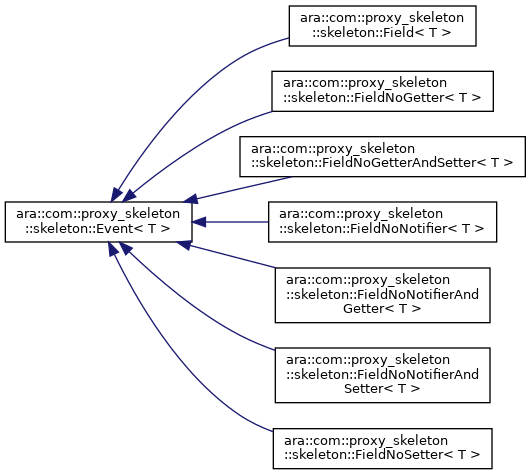 ara::com::proxy_skeleton
::skeleton::Field< T >
ara::com::proxy_skeleton
::skeleton::FieldNoGetter< T >
ara::com::proxy_skeleton
::skeleton::FieldNoGetterAndSetter< T >
ara::com::proxy_skeleton
::skeleton::Event< T >
ara::com::proxy_skeleton
::skeleton::FieldNoNotifier< T >
ara::com::proxy_skeleton
::skeleton::FieldNoNotifierAnd
Getter< T >
ara::com::proxy_skeleton
::skeleton::FieldNoNotifierAnd
Setter< T >
ara::com::proxy_skeleton
::skeleton::FieldNoSetter< T >